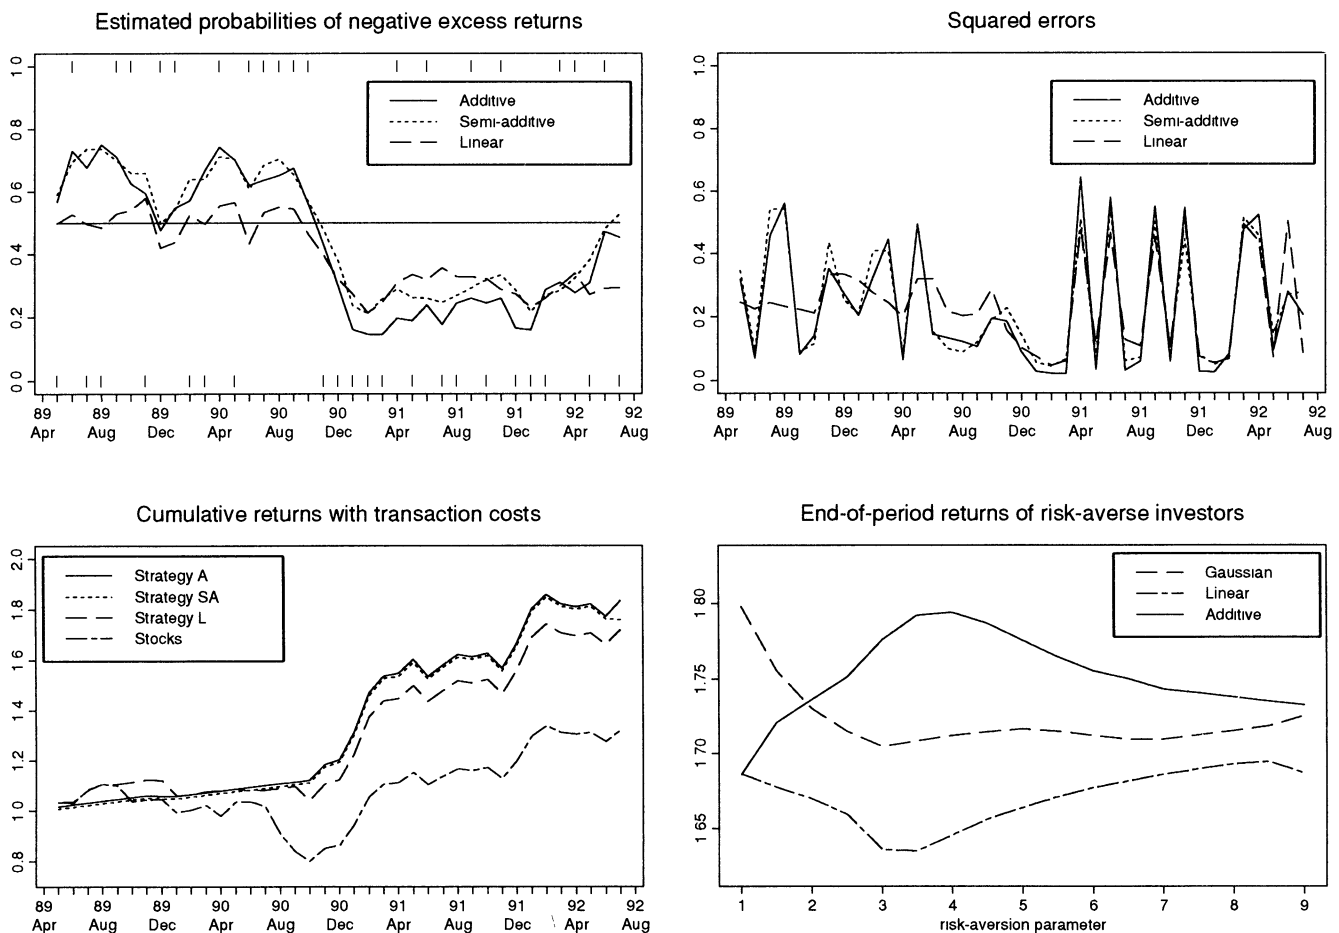 Estimated probabilities of negative excess returns
1 0
0.8
0 6
0.4
0.2
0 0
Additive
Semi-additive
Linear
89 89 89 90 90 90 91 91 91 92 92
Apr Aug Dec Apr Aug Dec Apr Aug Dec Apr Aug
Squared errors
1.0
0.8
0.6
0.4
0.2
0 0
Additive
Semi-additive
Linear
89 89 89 90 90 90 91 91 91 92 92
Apr Aug Dec Apr Aug Dec Apr Aug Dec Apr Aug
Cumulative returns with transaction costs
2.0
1.8
1 6
1 4
1.2
1.0
0.8
Strategy A
Strategy SA
Strategy L
Stocks
89 89 89 90 90 90 91 91 91 92 92
Apr Aug Dec Apr Aug Dec Apr Aug Dec Apr Aug
End-of-period returns of risk-averse investors
1 80
1.75
1 70
1 65
Gaussian
Linear
Additive
1 2 3 4 5 6 7 8 9
risk-aversion parameter